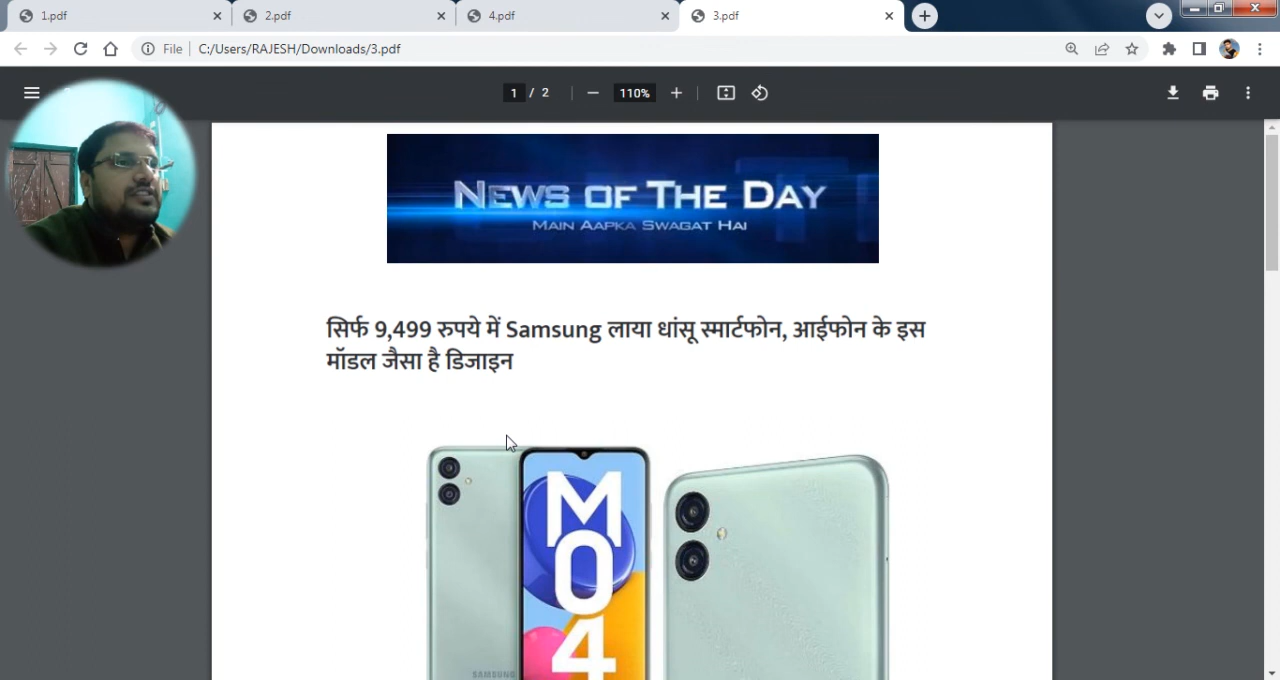 1.pdf
2.pdf
4.pdf
3.pdf
File
C:/Users/RAJESH/Downloads/3.pdf
1 / 2
110%
NEWS OF THE DAY
MAIN AAPKA SWAGAT HAI
सिर्फ 9,499 रुपये में Samsung लाया धांसू स्मार्टफोन, आईफोन के इस
मॉडल जैसा है डिजाइन
M
0
4
SAMSUNG